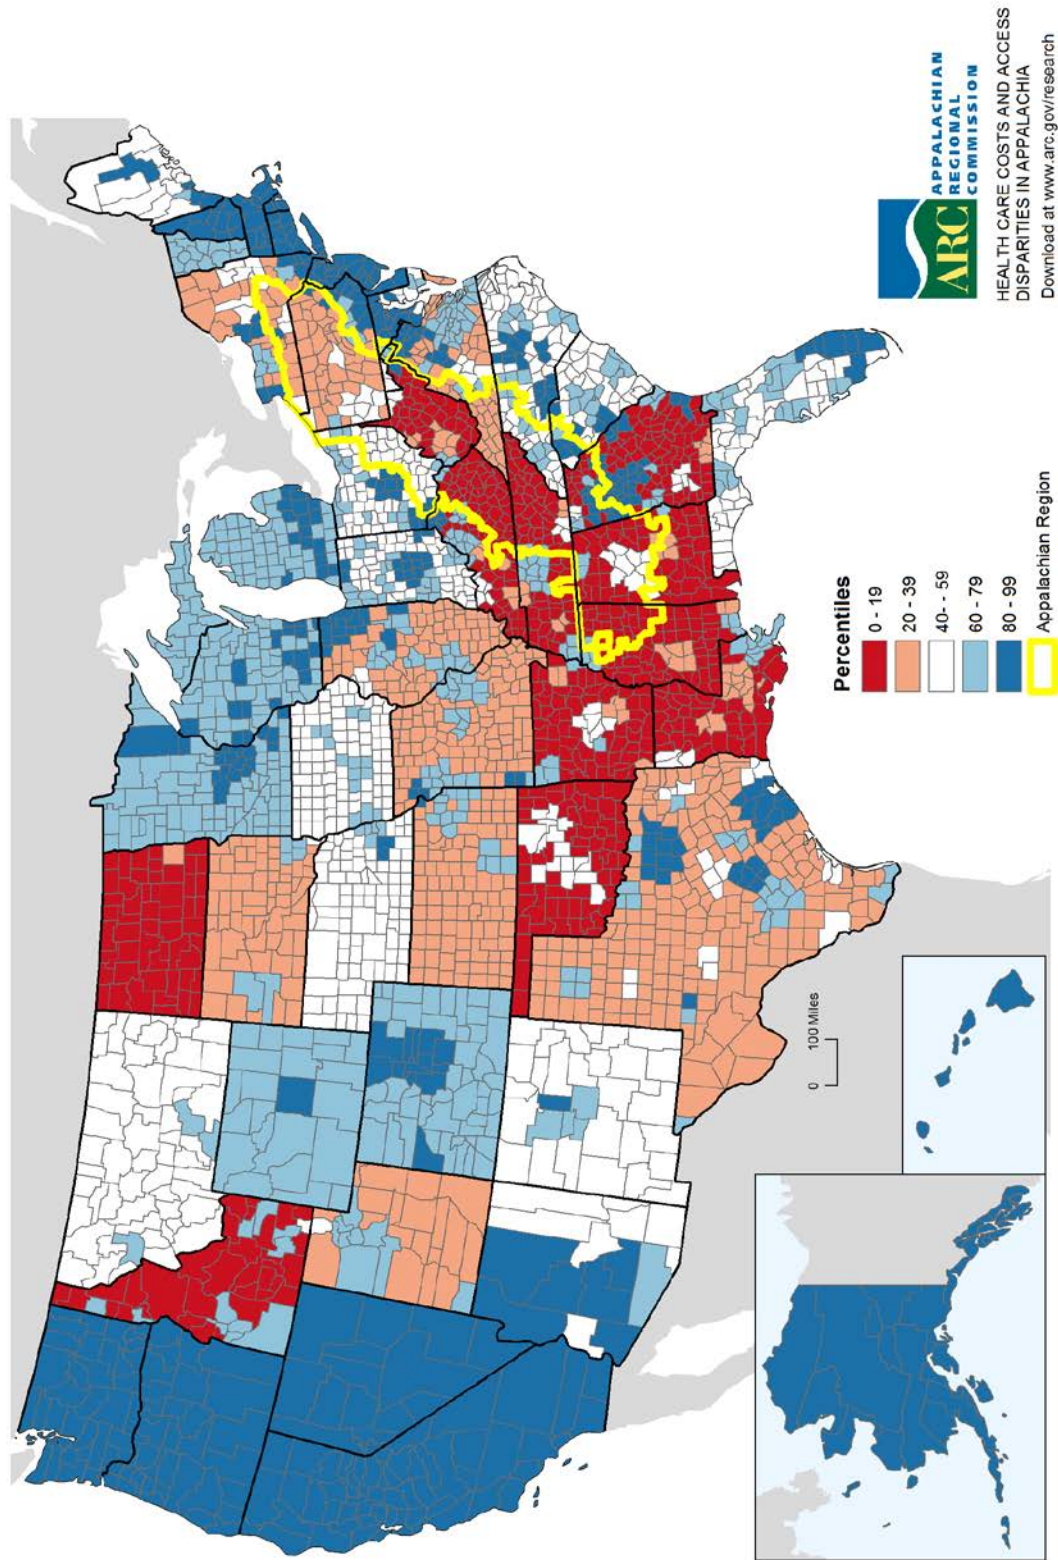 Percentiles
0 - 19
20 - 39
40- - 59
60 - 79
80 - 99
Appalachian Region
0 100 Miles
ARC
APPALACHIAN
REGIONAL
COMMISSION
HEALTH CARE COSTS AND ACCESS
DISPARITIES IN APPALACHIA
Download at www.arc.gov/research